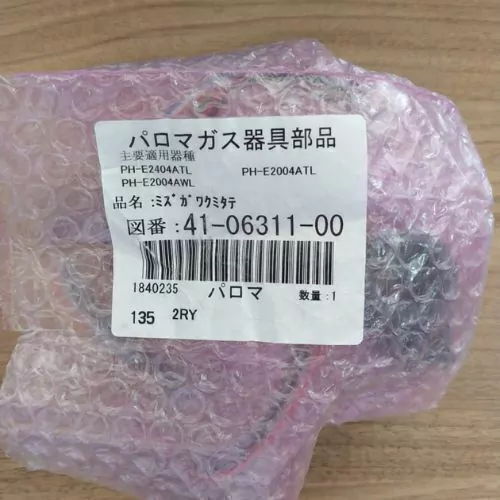 パロマガス器具部品
主要適用器種
PH-E2404ATL PH-E2004ATL
PH-E2004AWL
品名:ミズガワクミタテ
図番:41-06311-00
1840235 パロマ 数量:1
135 2RY